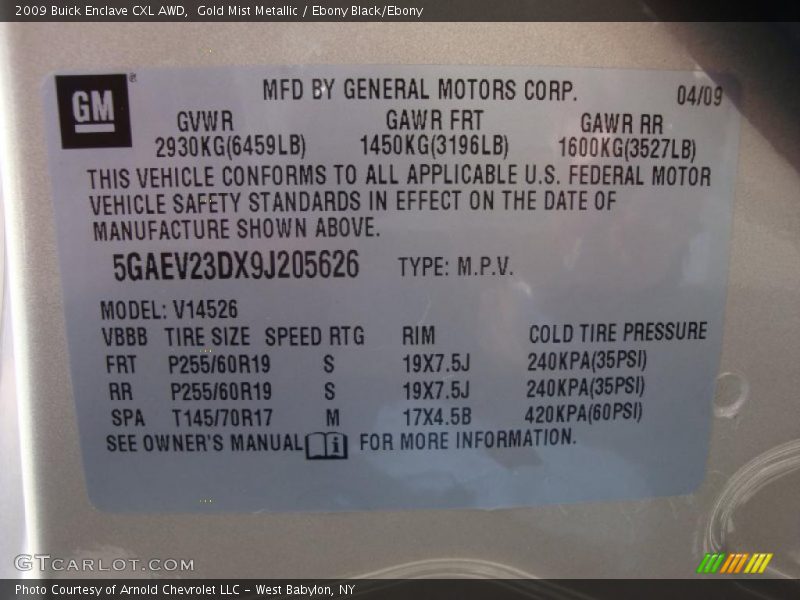 2009 Buick Enclave CXL AWD, Gold Mist Metallic / Ebony Black/Ebony
GM ®
MFD BY GENERAL MOTORS CORP. 04/09
GVWR GAWR FRT GAWR RR
2930KG(6459LB) 1450KG(3196LB) 1600KG(3527LB)
THIS VEHICLE CONFORMS TO ALL APPLICABLE U.S. FEDERAL MOTOR
VEHICLE SAFETY STANDARDS IN EFFECT ON THE DATE OF
MANUFACTURE SHOWN ABOVE.
5GAEV23DX9J205626 TYPE: M.P.V.
MODEL: V14526
VBBB TIRE SIZE SPEED RTG RIM COLD TIRE PRESSURE
FRT P255/60R19 S 19X7.5J 240KPA(35PSI)
RR P255/60R19 S 19X7.5J 240KPA(35PSI)
SPA T145/70R17 M 17X4.5B 420KPA(60PSI)
SEE OWNER'S MANUAL i FOR MORE INFORMATION.
GTCARLOT.COM
Photo Courtesy of Arnold Chevrolet LLC - West Babylon, NY